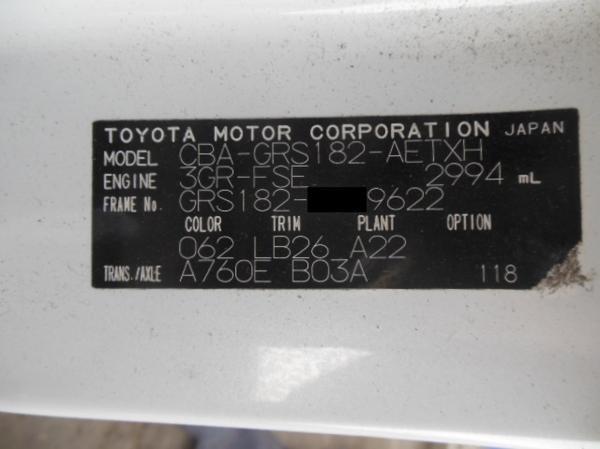 TOYOTA MOTOR CORPORATION JAPAN
MODEL CBA-GRS182-AETXH
ENGINE 3GR-FSE 2994 mL
FRAME No. GRS182- 9622
COLOR TRIM PLANT OPTION
062 LB26 A22
TRANS./AXLE A760E B03A 118